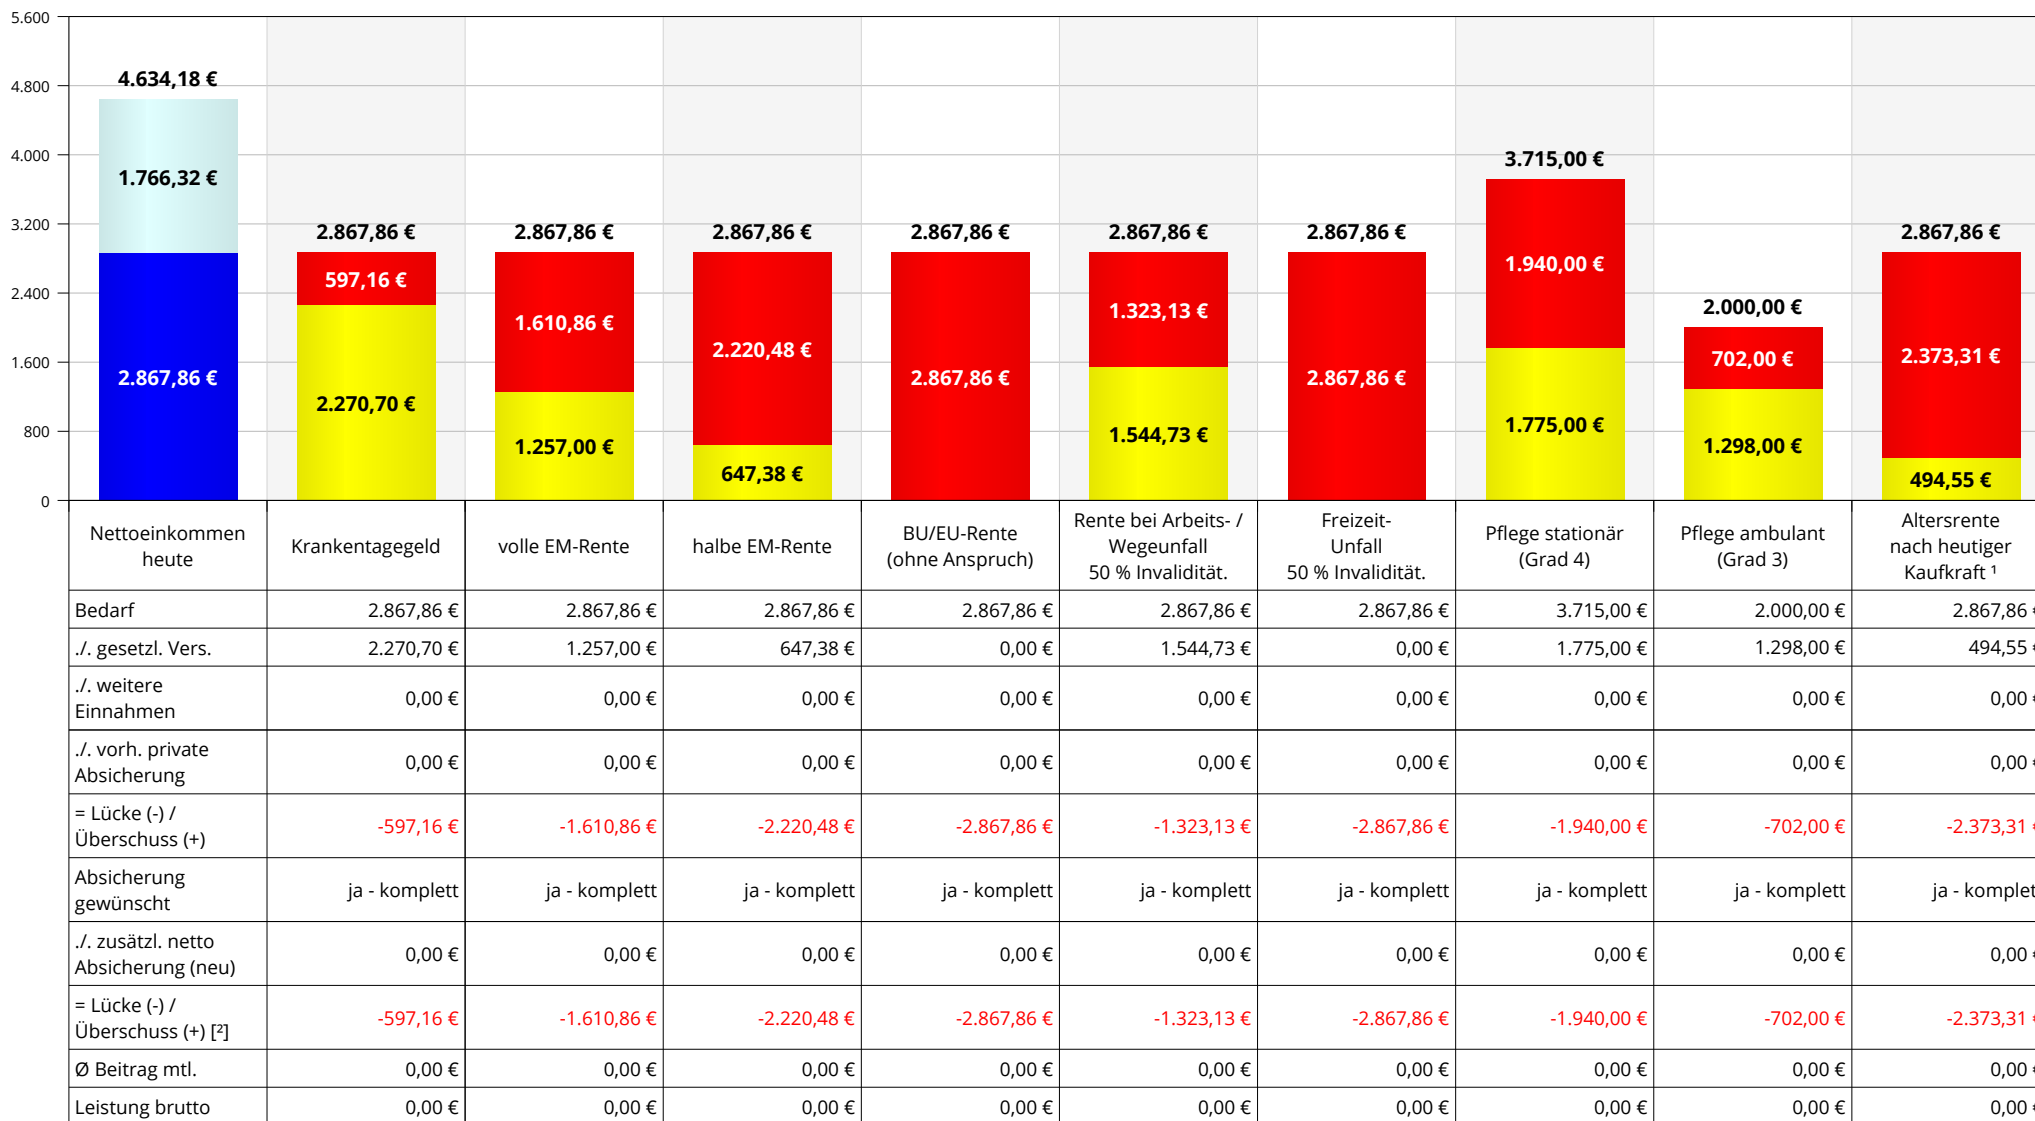 5.600
4.800
4.000
3.200
2.400
1.600
800
0
4.634,18 €
1.766,32 €
2.867,86 €
2.867,86 €
597,16 €
2.270,70 €
2.867,86 €
1.610,86 €
1.257,00 €
2.867,86 €
2.220,48 €
647,38 €
2.867,86 €
2.867,86 €
2.867,86 €
1.323,13 €
1.544,73 €
2.867,86 €
2.867,86 €
3.715,00 €
1.940,00 €
1.775,00 €
2.000,00 €
702,00 €
1.298,00 €
2.867,86 €
2.373,31 €
494,55 €
Nettoeinkommen
heute
Krankentagegeld
volle EM-Rente
halbe EM-Rente
BU/EU-Rente
(ohne Anspruch)
Rente bei Arbeits- /
Wegeunfall
50 % Invalidität.
Freizeit-
Unfall
50 % Invalidität.
Pflege stationär
(Grad 4)
Pflege ambulant
(Grad 3)
Altersrente
nach heutiger
Kaufkraft ¹
Bedarf 2.867,86 € 2.867,86 € 2.867,86 € 2.867,86 € 2.867,86 € 2.867,86 € 3.715,00 € 2.000,00 € 2.867,86 €
./. gesetzl. Vers. 2.270,70 € 1.257,00 € 647,38 € 0,00 € 1.544,73 € 0,00 € 1.775,00 € 1.298,00 € 494,55 €
./. weitere
Einnahmen 0,00 € 0,00 € 0,00 € 0,00 € 0,00 € 0,00 € 0,00 € 0,00 € 0,00 €
./. vorh. private
Absicherung 0,00 € 0,00 € 0,00 € 0,00 € 0,00 € 0,00 € 0,00 € 0,00 € 0,00 €
= Lücke (-) /
Überschuss (+) -597,16 € -1.610,86 € -2.220,48 € -2.867,86 € -1.323,13 € -2.867,86 € -1.940,00 € -702,00 € -2.373,31 €
Absicherung
gewünscht ja - komplett ja - komplett ja - komplett ja - komplett ja - komplett ja - komplett ja - komplett ja - komplett ja - komplett
./. zusätzl. netto
Absicherung (neu) 0,00 € 0,00 € 0,00 € 0,00 € 0,00 € 0,00 € 0,00 € 0,00 € 0,00 €
= Lücke (-) /
Überschuss (+) [²] -597,16 € -1.610,86 € -2.220,48 € -2.867,86 € -1.323,13 € -2.867,86 € -1.940,00 € -702,00 € -2.373,31 €
Ø Beitrag mtl. 0,00 € 0,00 € 0,00 € 0,00 € 0,00 € 0,00 € 0,00 € 0,00 € 0,00 €
Leistung brutto 0,00 € 0,00 € 0,00 € 0,00 € 0,00 € 0,00 € 0,00 € 0,00 € 0,00 €